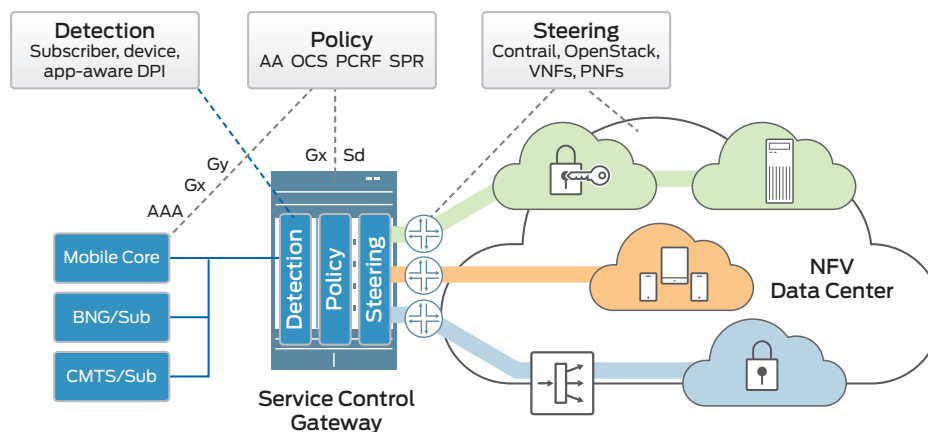 Detection
Subscriber, device,
app-aware DPI
Policy
AA OCS PCRF SPR
Steering
Contrail, OpenStack,
VNFs, PNFs
Gy
Gx
AAA
Gx Sd
Mobile Core
BNG/Sub
CMTS/Sub
Detection
Policy
Steering
Service Control
Gateway
NFV
Data Center